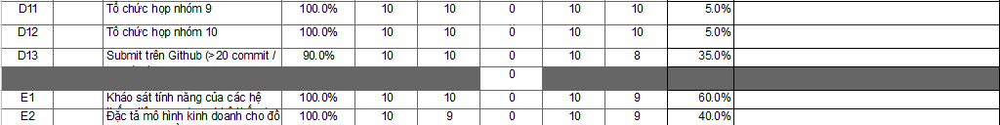 D11 Tổ chức họp nhóm 9 100.0% 10 10 0 10 10 5.0%
D12 Tổ chức họp nhóm 10 100.0% 10 10 0 10 10 5.0%
D13 Submit trên Github (>20 commit / 90.0% 10 10 0 10 8 35.0%
0
E1 Khảo sát tính năng của các hệ 100.0% 10 10 0 10 9 60.0%
E2 Đặc tả mô hình kinh doanh cho đồ 100.0% 10 9 0 10 9 40.0%